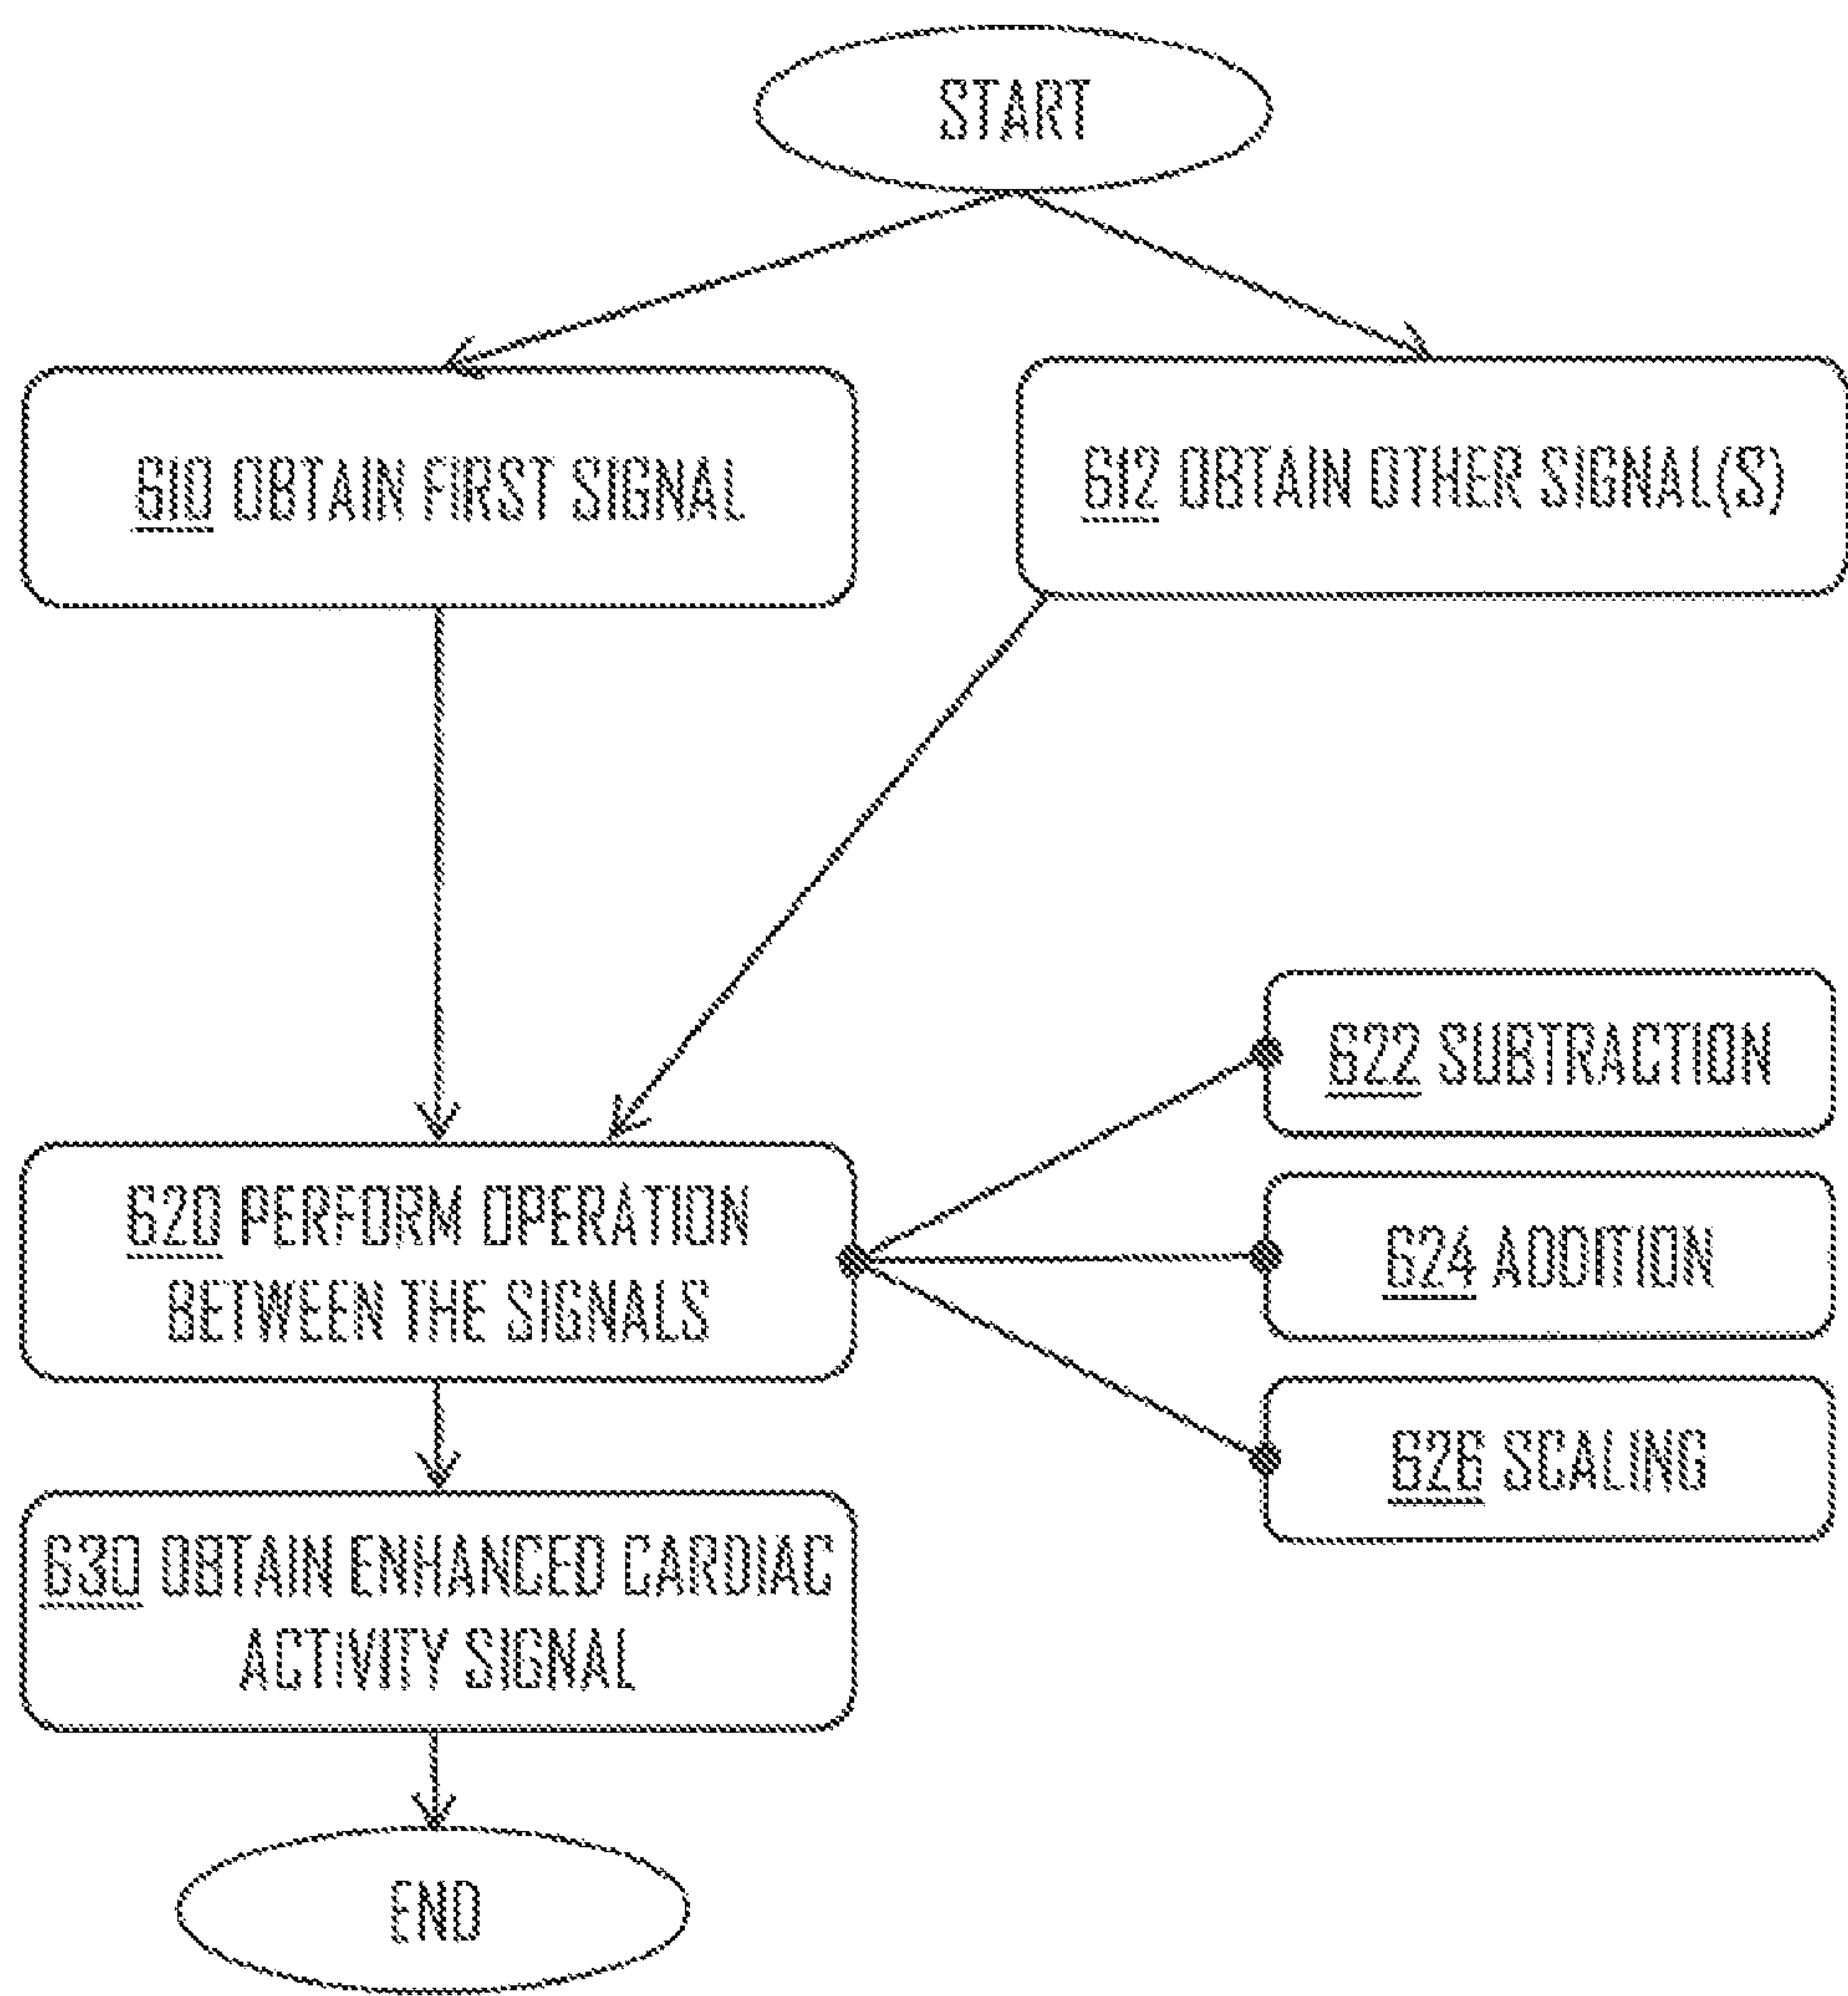 START
610 OBTAIN FIRST SIGNAL
612 OBTAIN OTHER SIGNAL(S)
620 PERFORM OPERATION
BETWEEN THE SIGNALS
622 SUBTRACTION
624 ADDITION
626 SCALING
630 OBTAIN ENHANCED CARDIAC
ACTIVITY SIGNAL
END